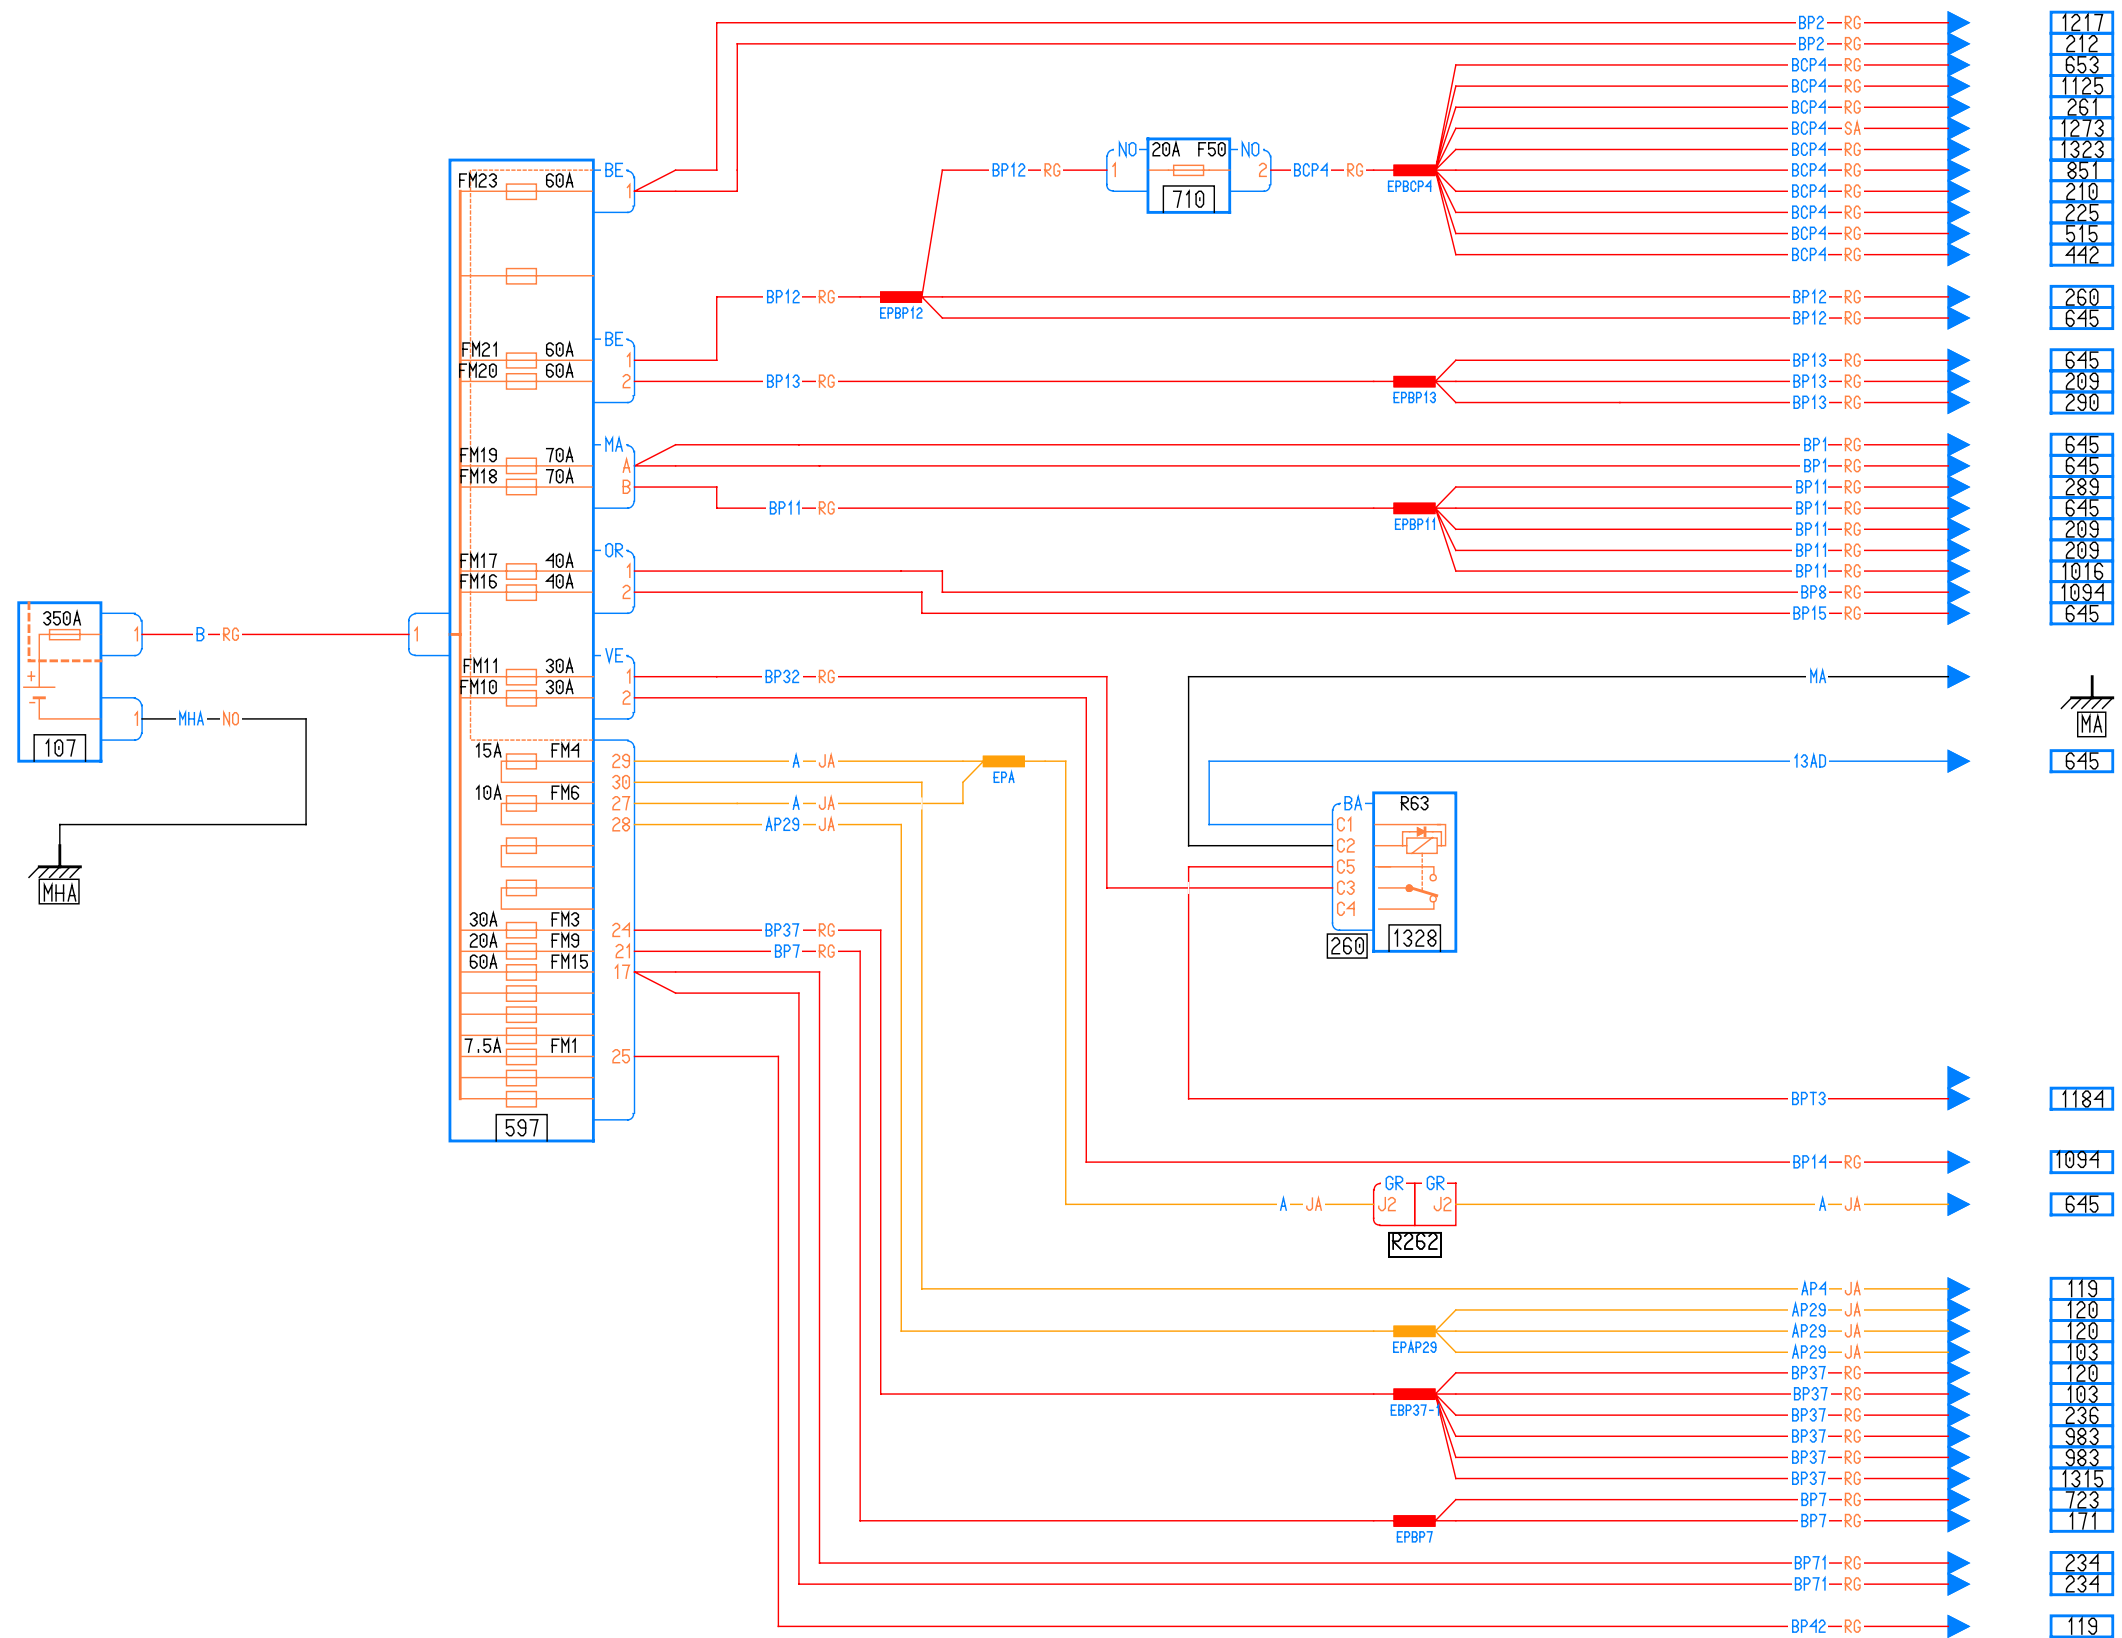 BP2 RG 1217
BP2 RG 212
BCP4 RG 653
BCP4 RG 1125
BCP4 RG 261
BCP4 SA 1273
NO 20A F50 NO BCP4 RG 1323
FM23 60A BE BP12 RG 1 2 BCP4 RG BCP4 RG 851
1 710 EPBCP4 BCP4 RG 210
BCP4 RG 225
BCP4 RG 515
BCP4 RG 442
BP12 RG BP12 RG 260
EPBP12 BP12 RG 645
BE
FM21 60A 1 BP13 RG 645
FM20 60A 2 BP13 RG BP13 RG 209
EPBP13 BP13 RG 290
MA BP1 RG 645
FM19 70A A BP1 RG 645
FM18 70A B BP11 RG 289
BP11 RG BP11 RG 645
EPBP11 BP11 RG 209
OR BP11 RG 209
FM17 40A 1 BP11 RG 1016
FM16 40A 2 BP8 RG 1094
350A BP15 RG 645
1 B RG 1
VE
+ FM11 30A 1 BP32 RG MA
FM10 30A 2
- 1 MHA NO MA
107
15A FM4 29 A JA 13AD 645
30 EPA
10A FM6 27 A JA BA R63
28 AP29 JA C1
C2
C5
MHA C3
C4
30A FM3 24 BP37 RG
20A FM9 21 BP7 RG 260 1328
60A FM15 17
7.5A FM1 25
BPT3 1184
597
BP14 RG 1094
GR GR
A JA J2 J2 A JA 645
R262
AP4 JA 119
AP29 JA 120
AP29 JA 120
EPAP29 AP29 JA 103
BP37 RG 120
BP37 RG 103
EBP37-1 BP37 RG 236
BP37 RG 983
BP37 RG 983
BP37 RG 1315
BP7 RG 723
BP7 RG 171
EPBP7
BP71 RG 234
BP71 RG 234
BP42 RG 119